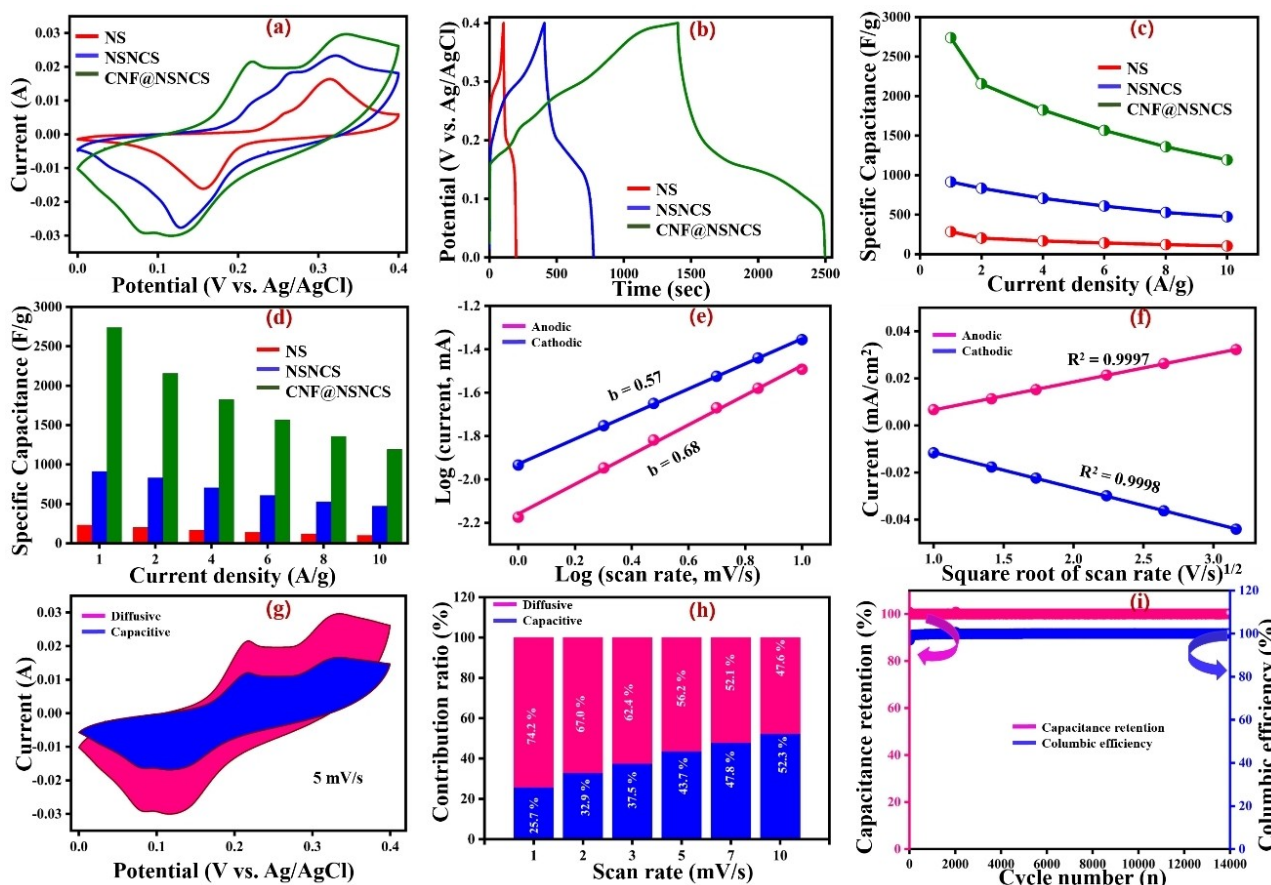 (a)
NS
NSNCS
CNF@NSNCS
0.03
0.02
0.01
0.00
-0.01
-0.02
-0.03
Current (A)
0.0 0.1 0.2 0.3 0.4
Potential (V vs. Ag/AgCl)
(b)
0.4
0.3
0.2
0.1
0.0
Potential (V vs. Ag/AgCl)
NS
NSNCS
CNF@NSNCS
0 500 1000 1500 2000 2500
Time (sec)
(c)
3000
2500
2000
1500
1000
500
0
Specific Capacitance (F/g)
NS
NSNCS
CNF@NSNCS
0 2 4 6 8 10
Current density (A/g)
(d)
3000
2500
2000
1500
1000
500
0
Specific Capacitance (F/g)
NS
NSNCS
CNF@NSNCS
1 2 4 6 8 10
Current density (A/g)
(e)
Anodic
Cathodic
-1.2
-1.4
-1.6
-1.8
-2.0
-2.2
Log (current, mA)
b = 0.57
b = 0.68
0.0 0.2 0.4 0.6 0.8 1.0
Log (scan rate, mV/s)
(f)
Anodic
Cathodic
0.04
0.02
0.00
-0.02
-0.04
Current (mA/cm²)
R² = 0.9997
R² = 0.9998
1.0 1.5 2.0 2.5 3.0
Square root of scan rate (V/s)^1/2
(g)
Diffusive
Capacitive
0.03
0.02
0.01
0.00
-0.01
-0.02
-0.03
Current (A)
5 mV/s
0.0 0.1 0.2 0.3 0.4
Potential (V vs. Ag/AgCl)
(h)
Diffusive
Capacitive
120
100
80
60
40
20
0
Contribution ratio (%)
74.2 % 67.0 % 62.4 % 56.2 % 52.1 % 47.6 %
25.7 % 32.9 % 37.5 % 43.7 % 47.8 % 52.3 %
1 2 3 5 7 10
Scan rate (mV/s)
(i)
100
80
60
40
20
0
Capacitance retention (%)
Capacitance retention
Columbic efficiency
120
100
80
60
40
20
0
Columbic efficiency (%)
0 2000 4000 6000 8000 10000 12000 14000
Cycle number (n)